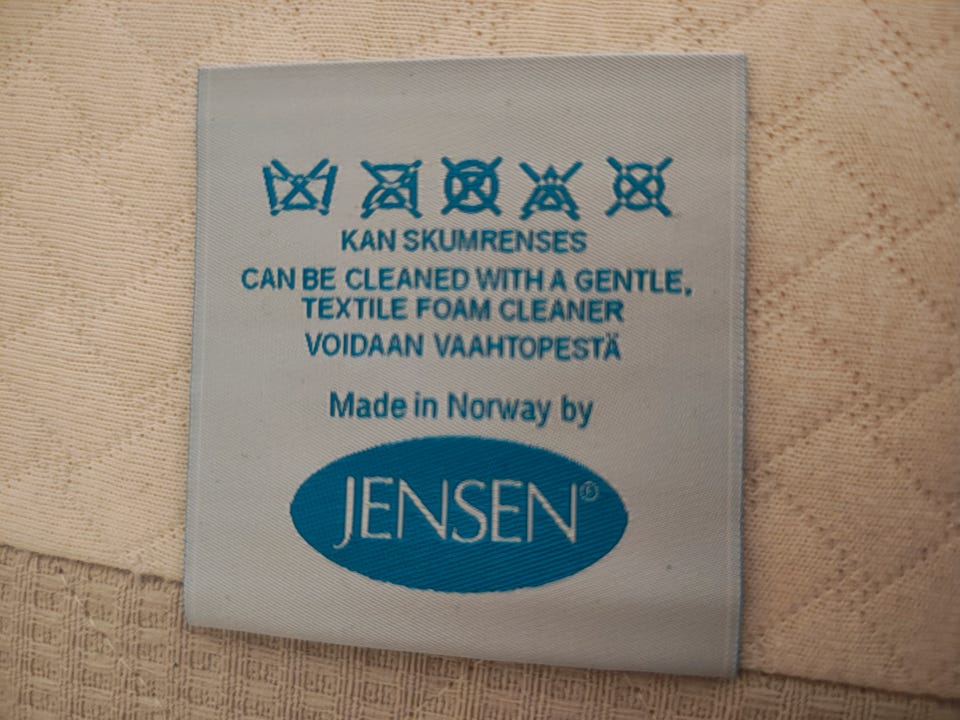 KAN SKUMRENSES
CAN BE CLEANED WITH A GENTLE,
TEXTILE FOAM CLEANER
VOIDAAN VAAHTOPESTÄ
Made in Norway by
JENSEN®